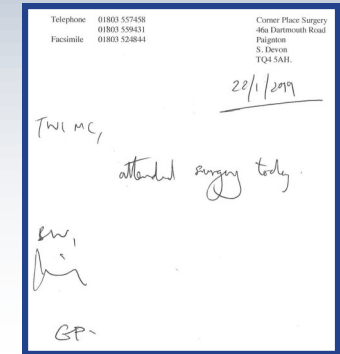 Telephone 01803 557458
01803 559431
Facsimile 01803 524844
Corner Place Surgery
46a Dartmouth Road
Paignton
S. Devon
TQ4 5AH.
22/1/2019
TWIMC,
attended surgery today.
BW,
GP.